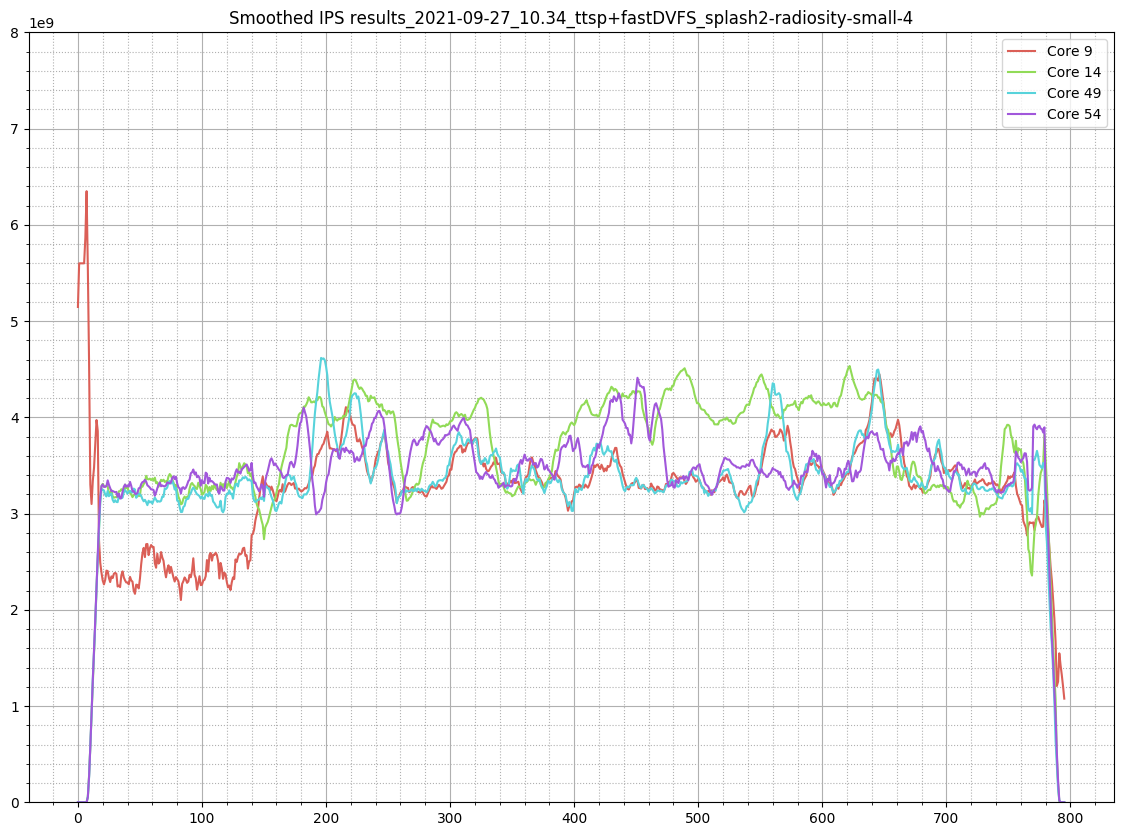 Smoothed IPS results_2021-09-27_10.34_ttsp+fastDVFS_splash2-radiosity-small-4
1e9
8
7
6
5
4
3
2
1
0
Core 9
Core 14
Core 49
Core 54
0 100 200 300 400 500 600 700 800